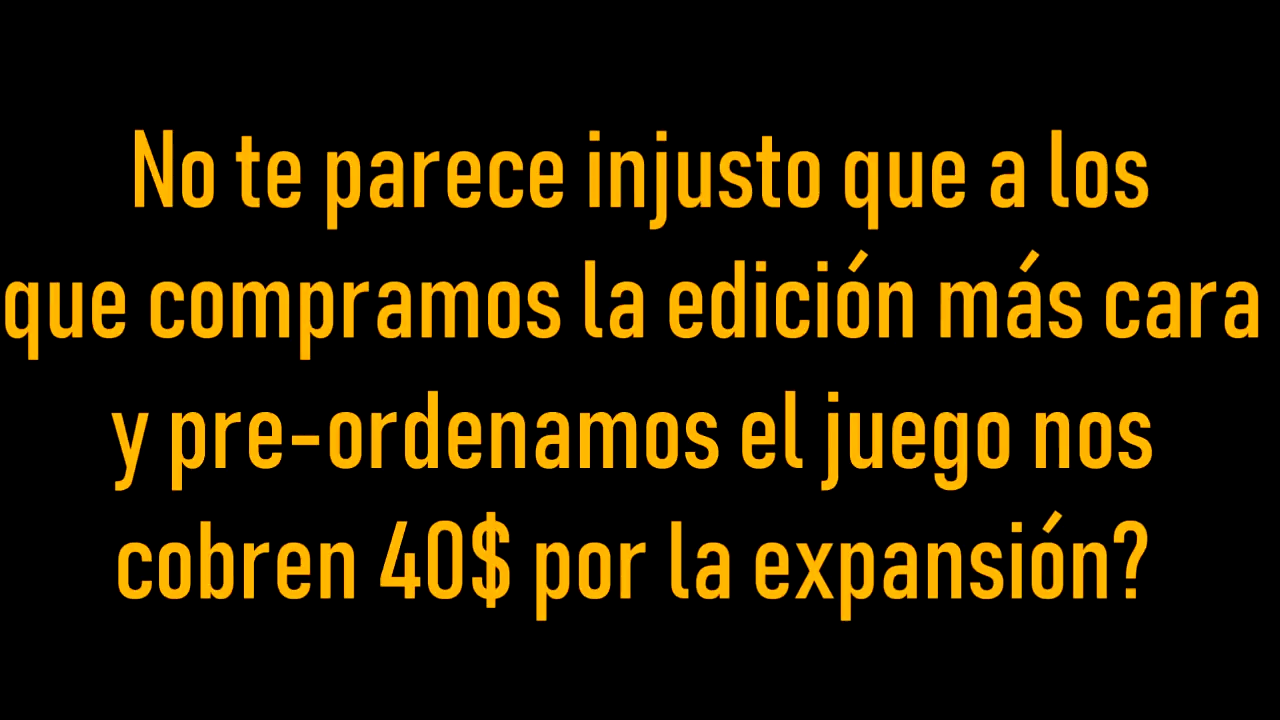 No te parece injusto que a los
que compramos la edición más cara
y pre-ordenamos el juego nos
cobren 40$ por la expansión?